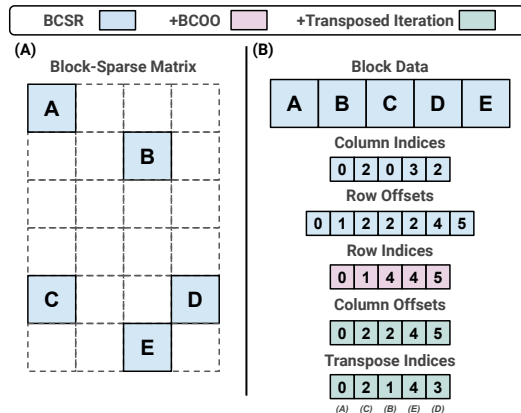 BCSR +BCOO +Transposed Iteration
(A)
Block-Sparse Matrix
A
B
C D
E
(B)
Block Data
A B C D E
Column Indices
0 2 0 3 2
Row Offsets
0 1 2 2 2 4 5
Row Indices
0 1 4 4 5
Column Offsets
0 2 2 4 5
Transpose Indices
0 2 1 4 3
(A) (C) (B) (E) (D)